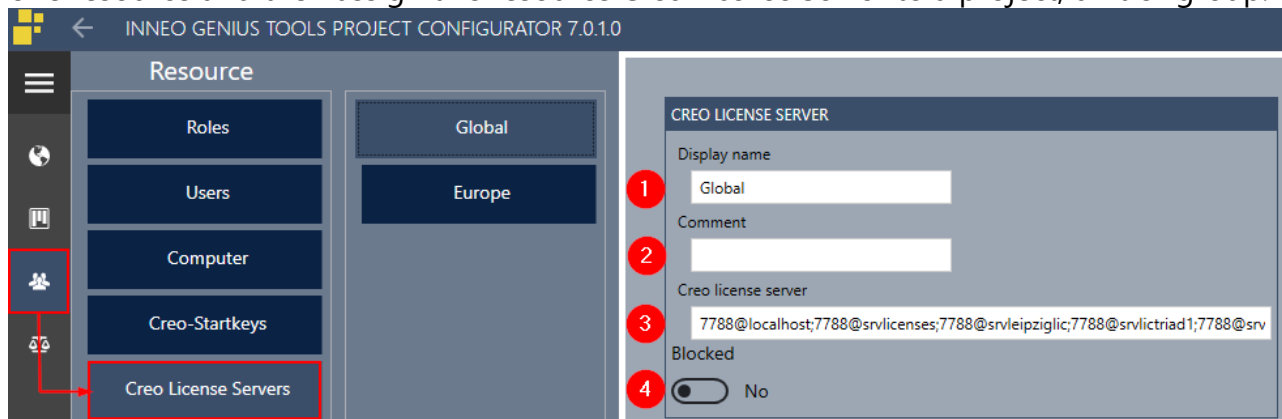 INNEO GENIUS TOOLS PROJECT CONFIGURATOR 7.0.1.0
Resource
Roles
Users
Computer
Creo-Startkeys
Creo License Servers
Global
Europe
CREO LICENSE SERVER
1
Display name
Global
2
Comment
3
Creo license server
7788@localhost;7788@srvlicenses;7788@srvleipziglic;7788@srvlictriad1;7788@srv
4
Blocked
No